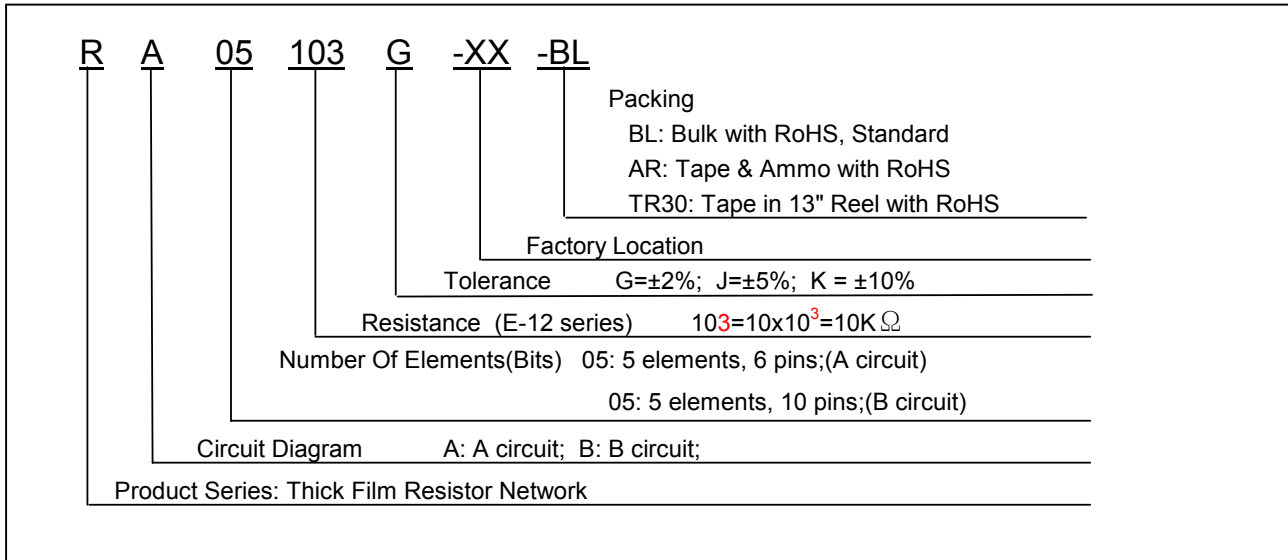 R A 05 103 G -XX -BL
Packing
BL: Bulk with RoHS, Standard
AR: Tape & Ammo with RoHS
TR30: Tape in 13" Reel with RoHS
Factory Location
Tolerance G=±2%; J=±5%; K = ±10%
Resistance (E-12 series) 103=10x10³=10KΩ
Number Of Elements(Bits) 05: 5 elements, 6 pins;(A circuit)
05: 5 elements, 10 pins;(B circuit)
Circuit Diagram A: A circuit; B: B circuit;
Product Series: Thick Film Resistor Network